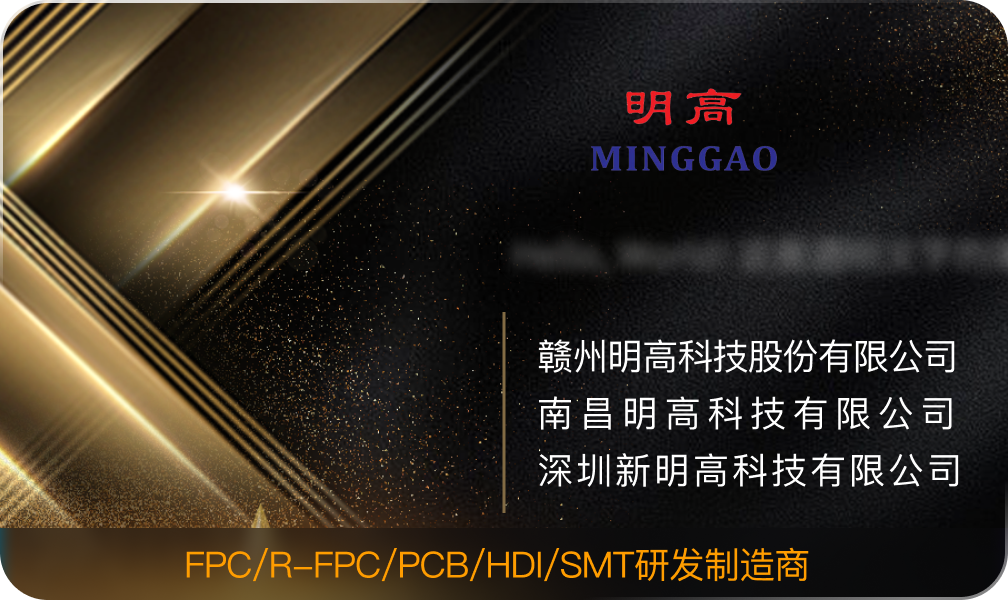 明高
MINGGAO
赣州明高科技股份有限公司
南昌明高科技有限公司
深圳新明高科技有限公司
FPC/R-FPC/PCB/HDI/SMT研发制造商